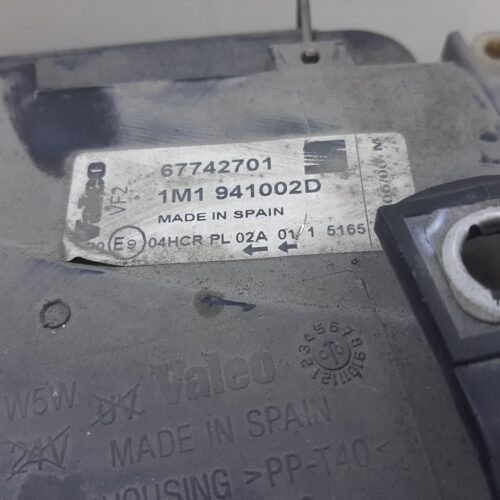 Valeo
VF2
67742701
1M1 941002D
MADE IN SPAIN
E9 04HCR PL 02A 01 1 5165
W5W Valeo
24V MADE IN SPAIN
HOUSING >PP-T40<